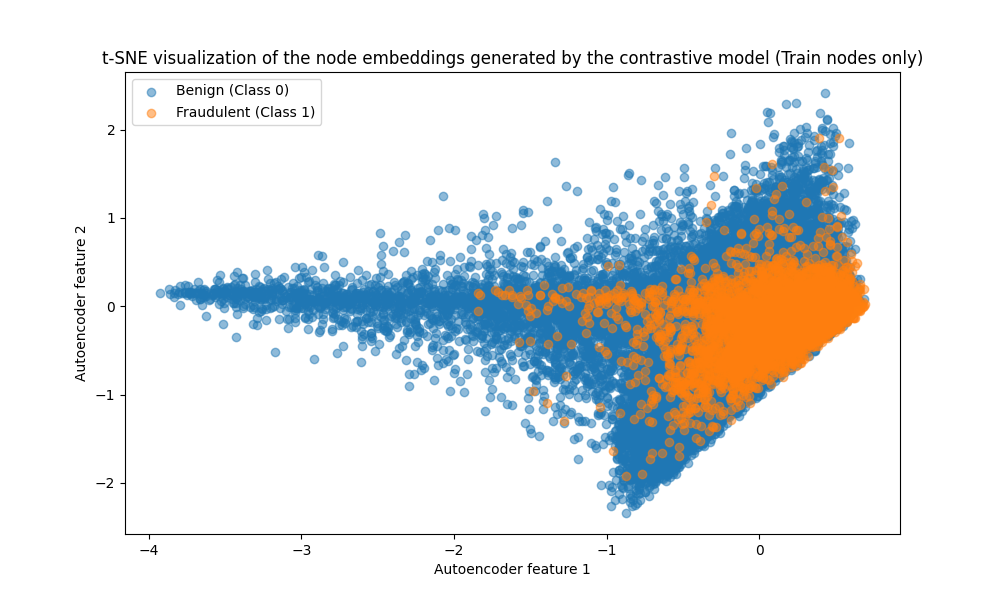 t-SNE visualization of the node embeddings generated by the contrastive model (Train nodes only)
Benign (Class 0)
Fraudulent (Class 1)
Autoencoder feature 2
2
1
0
−1
−2
−4
−3
−2
−1
0
Autoencoder feature 1